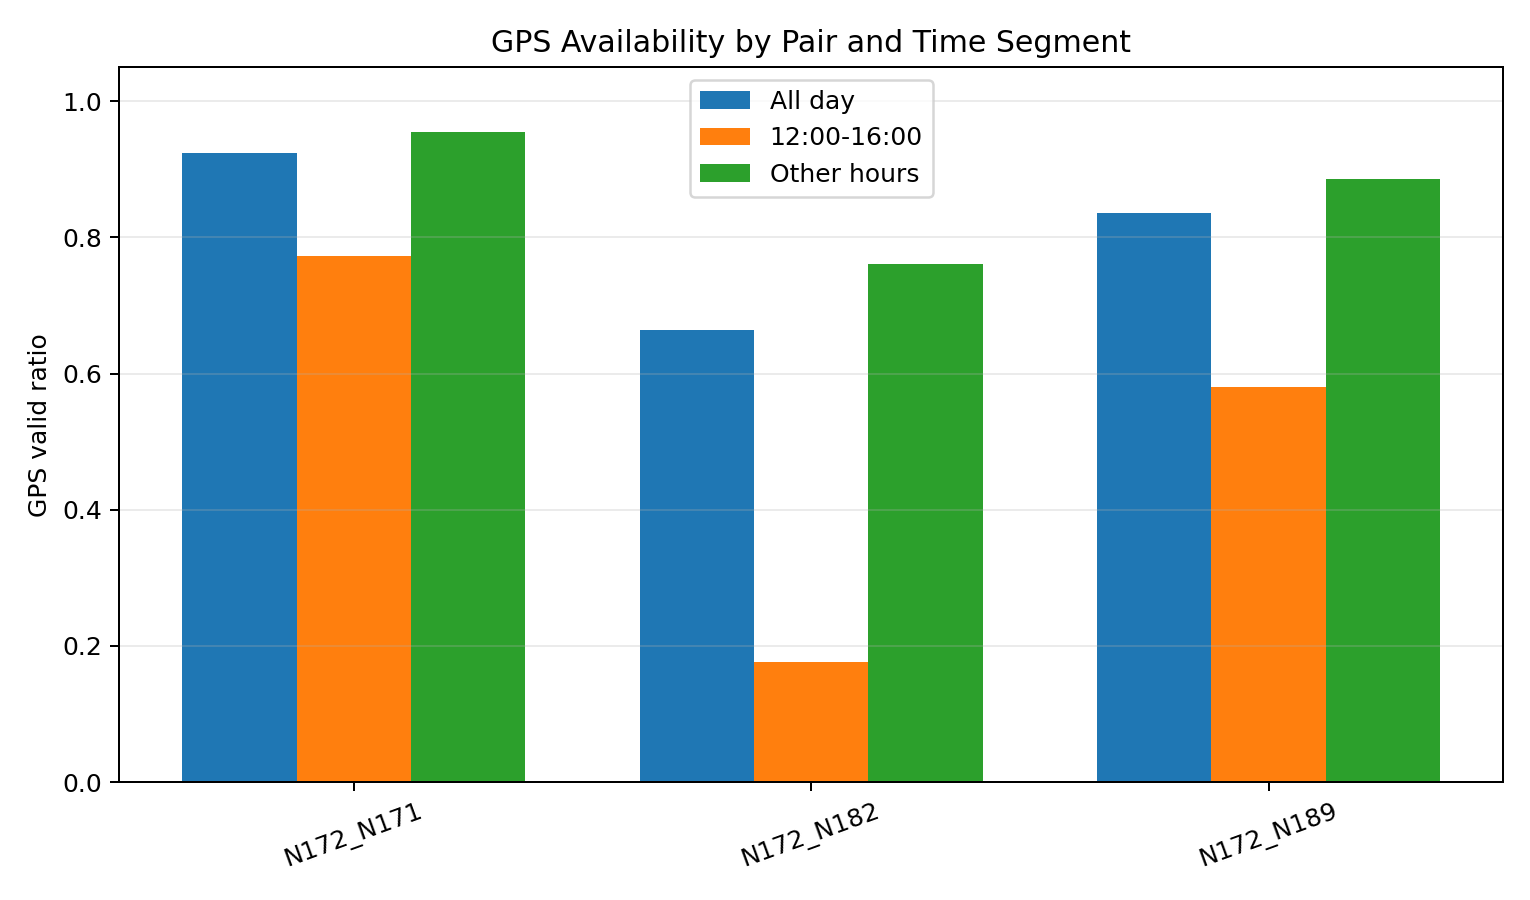 GPS Availability by Pair and Time Segment
All day
12:00-16:00
Other hours
GPS valid ratio
1.0
0.8
0.6
0.4
0.2
0.0
N172_N171
N172_N182
N172_N189